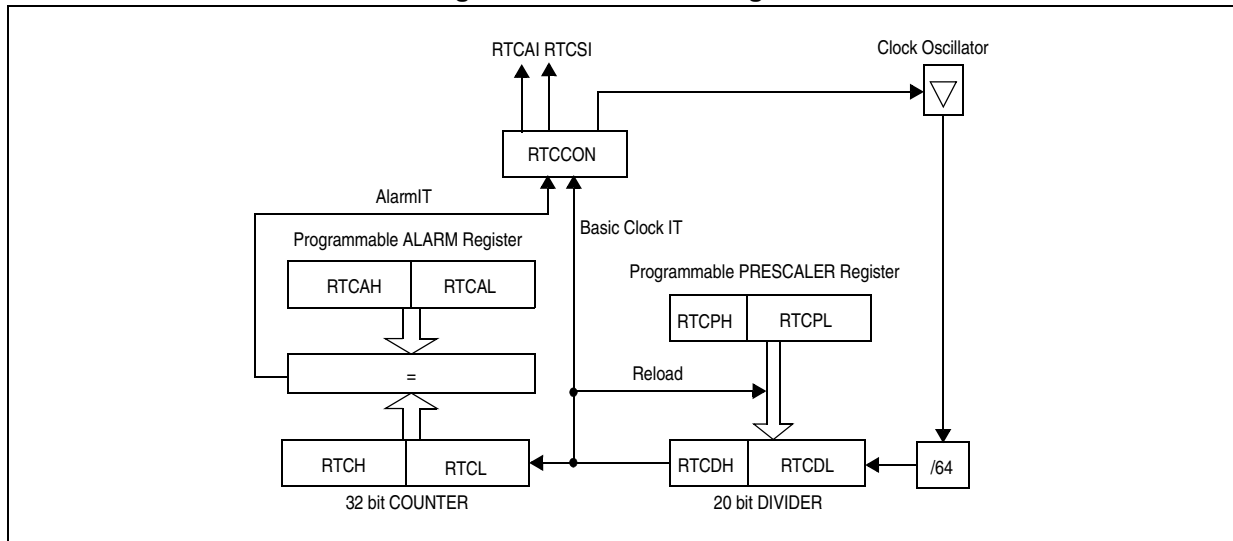 RTCAI RTCSI
Clock Oscillator
RTCCON
AlarmIT
Basic Clock IT
Programmable ALARM Register
Programmable PRESCALER Register
RTCAH RTCAL
RTCPH RTCPL
=
Reload
RTCH RTCL
RTCDH RTCDL
/64
32 bit COUNTER
20 bit DIVIDER